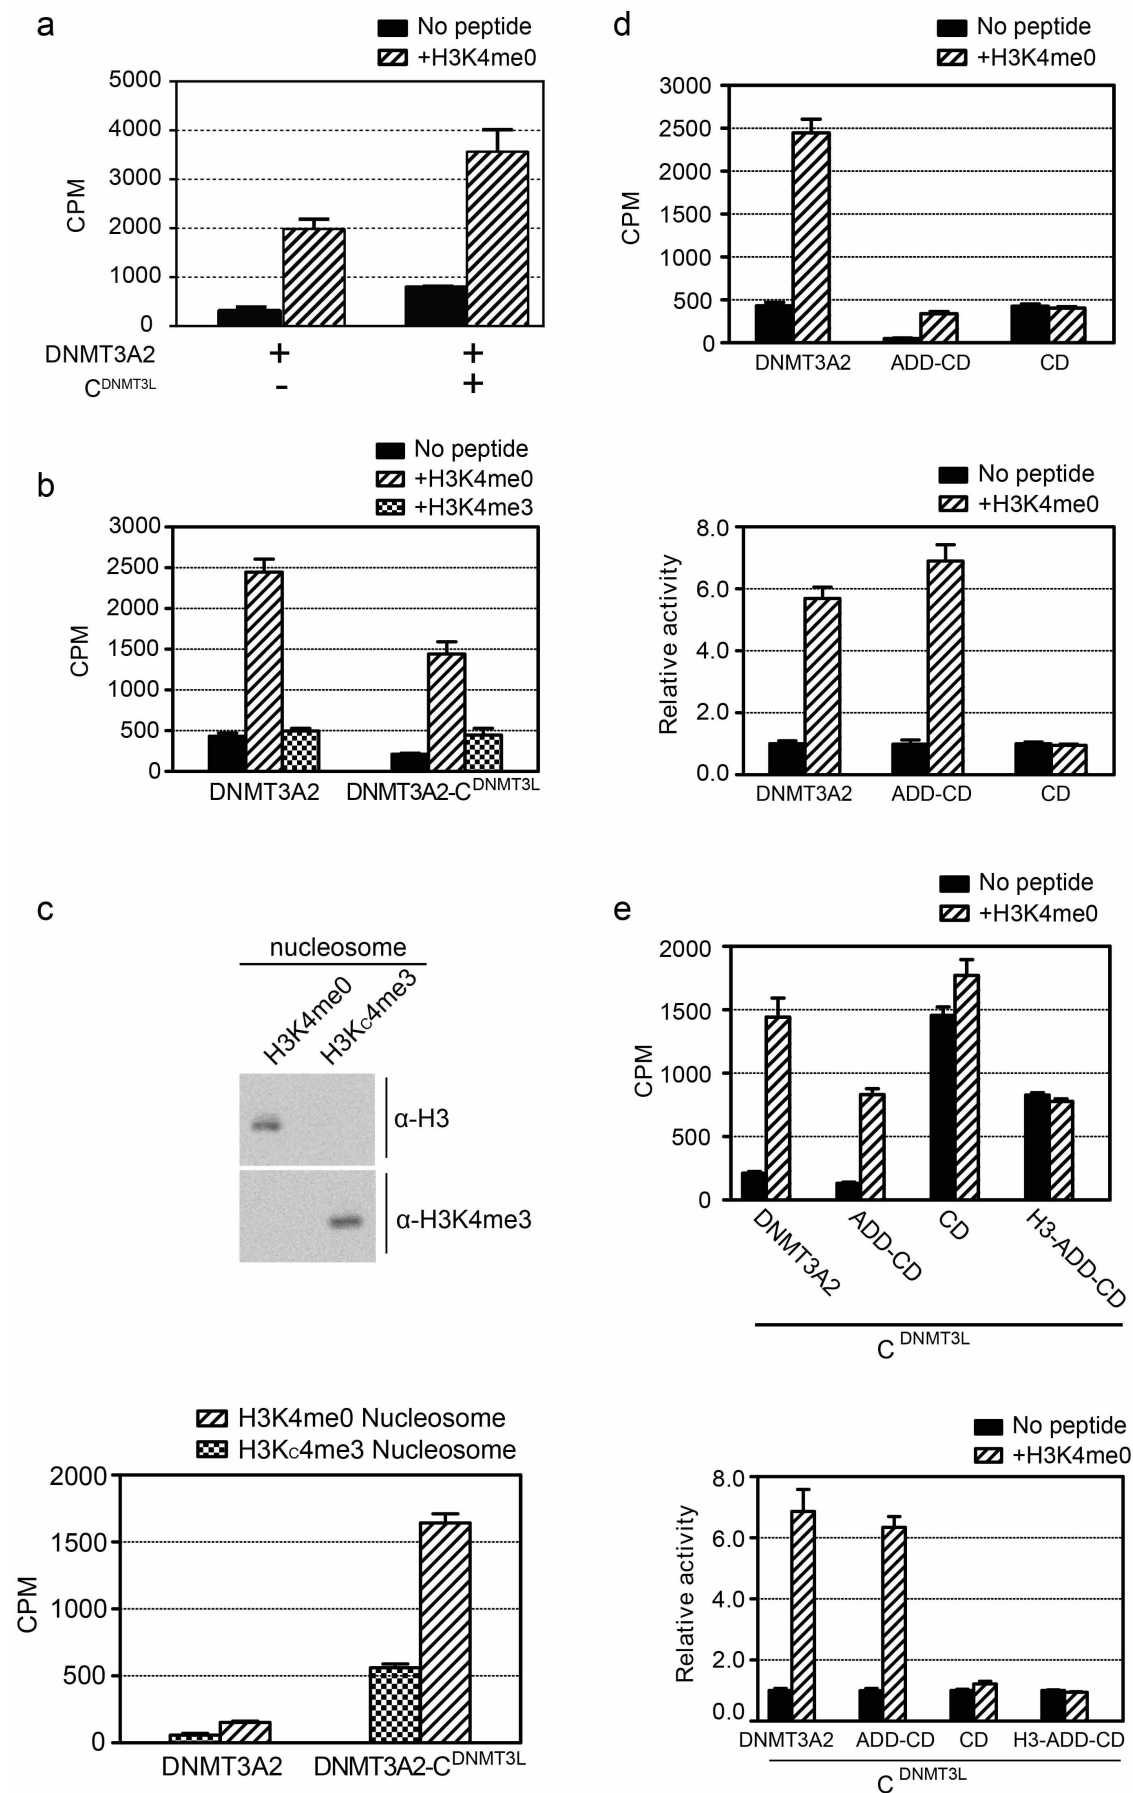 a
No peptide
+H3K4me0
5000
4000
3000
2000
1000
0
CPM
DNMT3A2 + +
C^DNMT3L - +
b
No peptide
+H3K4me0
+H3K4me3
3000
2500
2000
1500
1000
500
0
CPM
DNMT3A2 DNMT3A2-C^DNMT3L
c
nucleosome
H3K4me0 H3Kc4me3
α-H3
α-H3K4me3
H3K4me0 Nucleosome
H3Kc4me3 Nucleosome
2000
1500
1000
500
0
CPM
DNMT3A2 DNMT3A2-C^DNMT3L
d
No peptide
+H3K4me0
3000
2500
2000
1500
1000
500
0
CPM
DNMT3A2 ADD-CD CD
No peptide
+H3K4me0
8.0
6.0
4.0
2.0
0.0
Relative activity
DNMT3A2 ADD-CD CD
e
No peptide
+H3K4me0
2000
1500
1000
500
0
CPM
DNMT3A2 ADD-CD CD H3-ADD-CD
C^DNMT3L
No peptide
+H3K4me0
8.0
6.0
4.0
2.0
0.0
Relative activity
DNMT3A2 ADD-CD CD H3-ADD-CD
C^DNMT3L